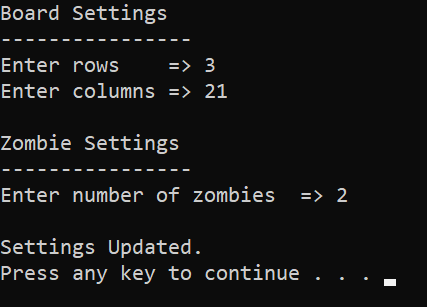 Board Settings
----------------
Enter rows    => 3
Enter columns => 21
Zombie Settings
----------------
Enter number of zombies  => 2
Settings Updated.
Press any key to continue . . .